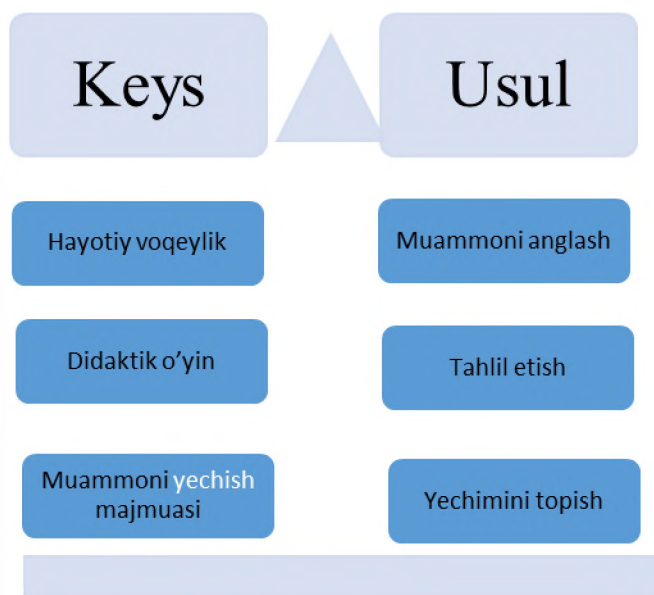 Keys
Usul
Hayotiy voqeylik
Muammoni anglash
Didaktik o’yin
Tahlil etish
Muammoni yechish
majmuasi
Yechimini topish